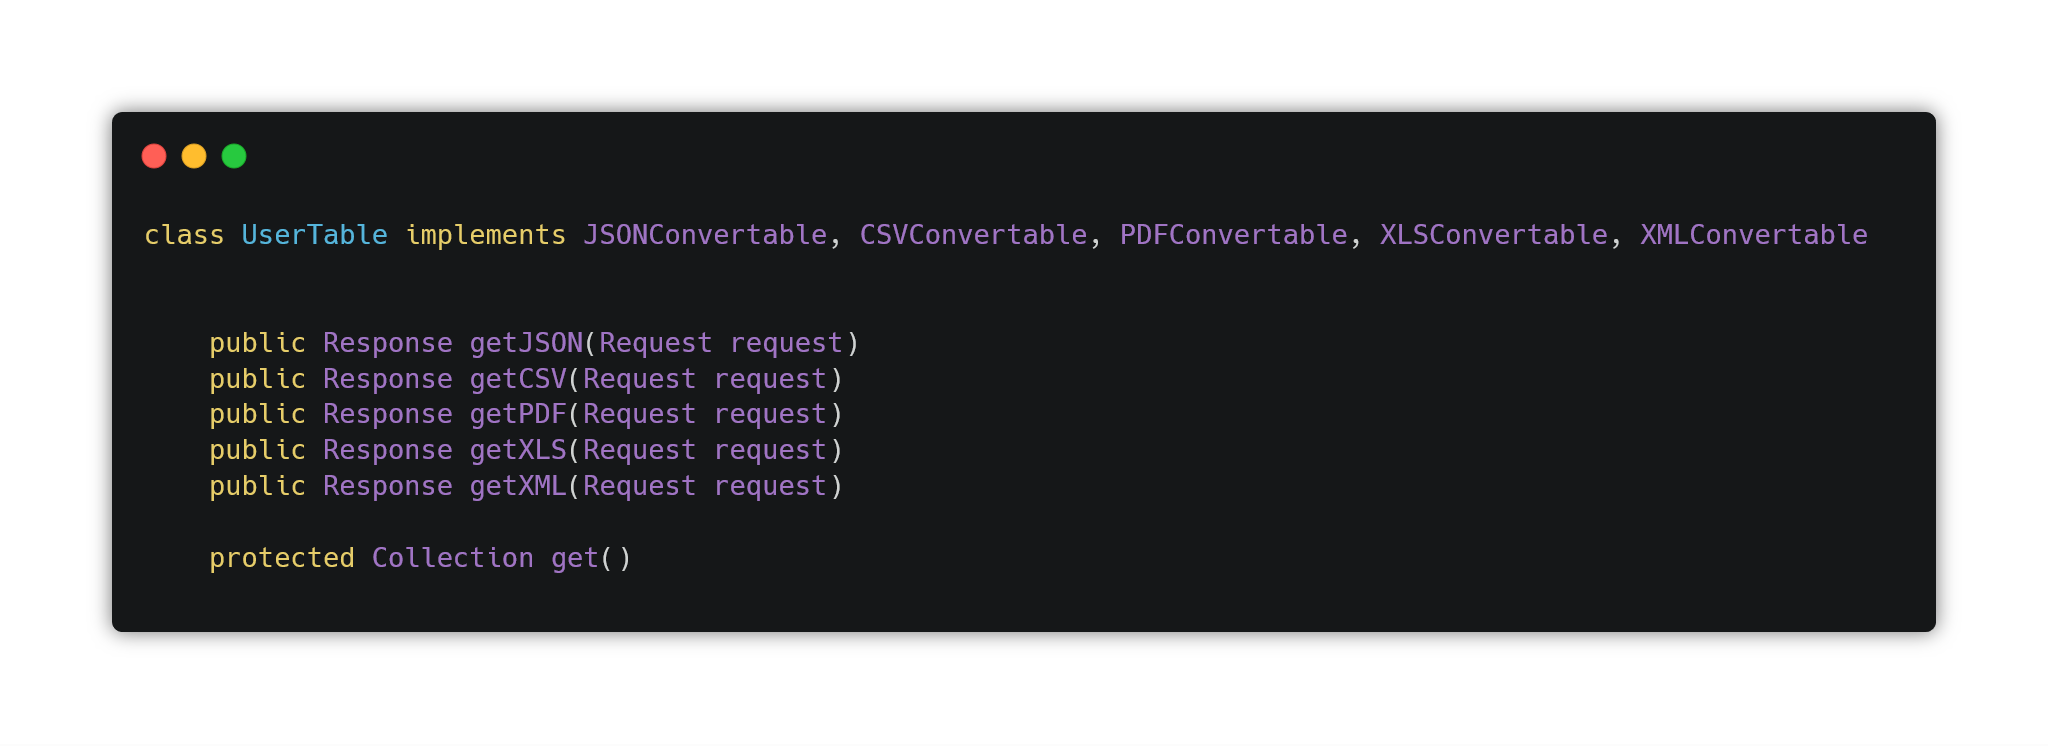 class UserTable implements JSONConvertable, CSVConvertable, PDFConvertable, XLSConvertable, XMLConvertable
public Response getJSON(Request request)
public Response getCSV(Request request)
public Response getPDF(Request request)
public Response getXLS(Request request)
public Response getXML(Request request)
protected Collection get()